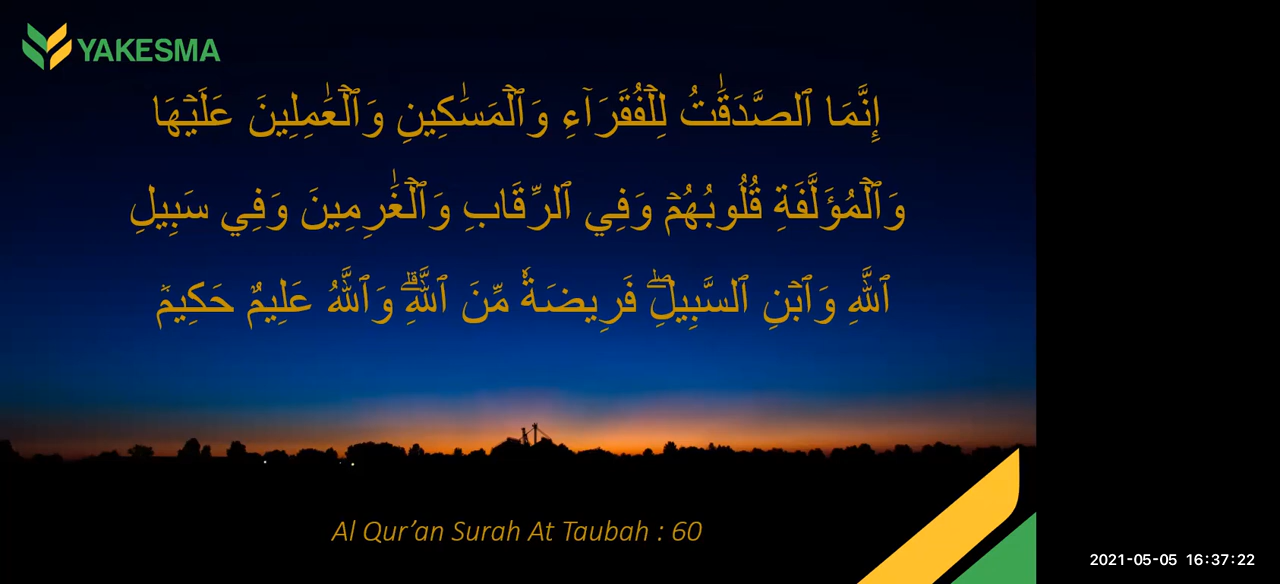 YAKESMA
إِنَّمَا ٱلصَّدَقَٰتُ لِلۡفُقَرَآءِ وَٱلۡمَسَٰكِينِ وَٱلۡعَٰمِلِينَ عَلَيۡهَا
وَٱلۡمُؤَلَّفَةِ قُلُوبُهُمۡ وَفِي ٱلرِّقَابِ وَٱلۡغَٰرِمِينَ وَفِي سَبِيلِ
ٱللَّهِ وَٱبۡنِ ٱلسَّبِيلِۖ فَرِيضَةٗ مِّنَ ٱللَّهِۗ وَٱللَّهُ عَلِيمٌ حَكِيمٞ
Al Qur’an Surah At Taubah : 60
2021-05-05 16:37:22